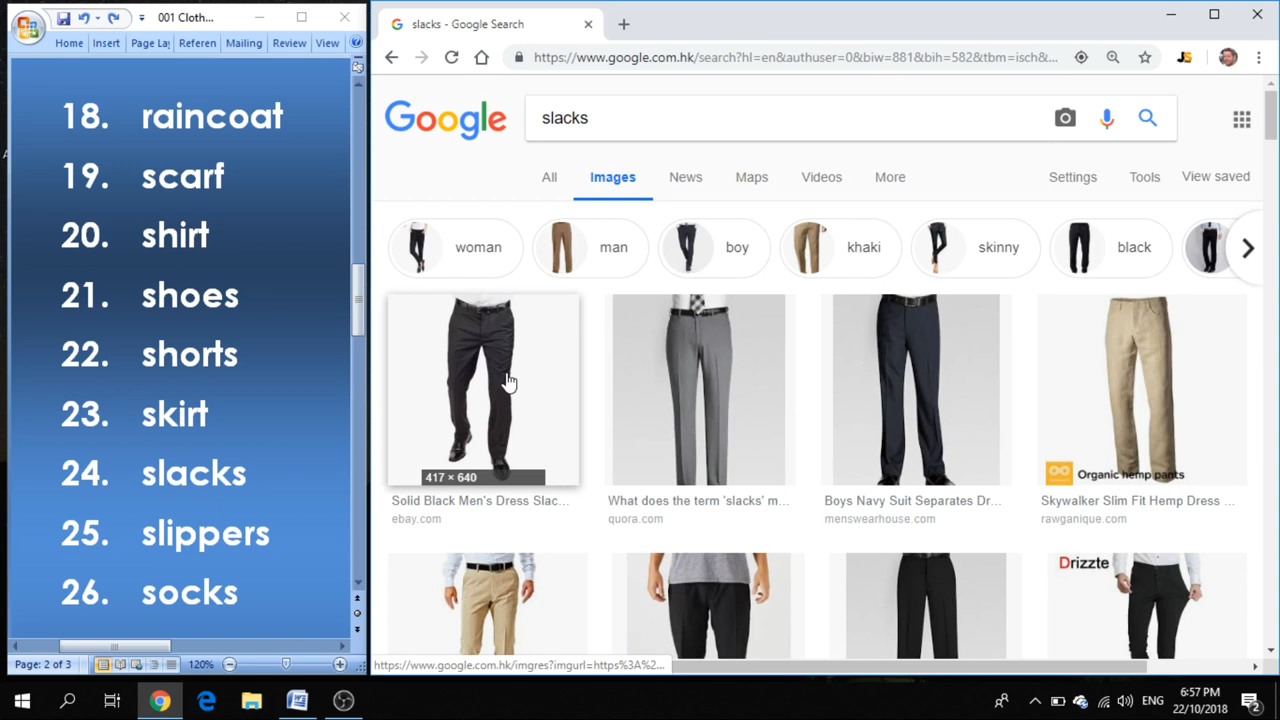 001 Cloth...
Home Insert Page Lay Referen Mailing Review View
18. raincoat
19. scarf
20. shirt
21. shoes
22. shorts
23. skirt
24. slacks
25. slippers
26. socks
Page: 2 of 3 120%
slacks - Google Search
https://www.google.com.hk/search?hl=en&authuser=0&biw=881&bih=582&tbm=isch&...
JS
Google
slacks
All Images News Maps Videos More Settings Tools View saved
woman man boy khaki skinny black
417 × 640
Organic hemp pants
Solid Black Men's Dress Slac... What does the term 'slacks' m... Boys Navy Suit Separates Dr... Skywalker Slim Fit Hemp Dress ...
ebay.com quora.com menswearhouse.com rawganique.com
Drizzte
https://www.google.com.hk/imgres?imgurl=https%3A%2...
ENG
6:57 PM
22/10/2018
2